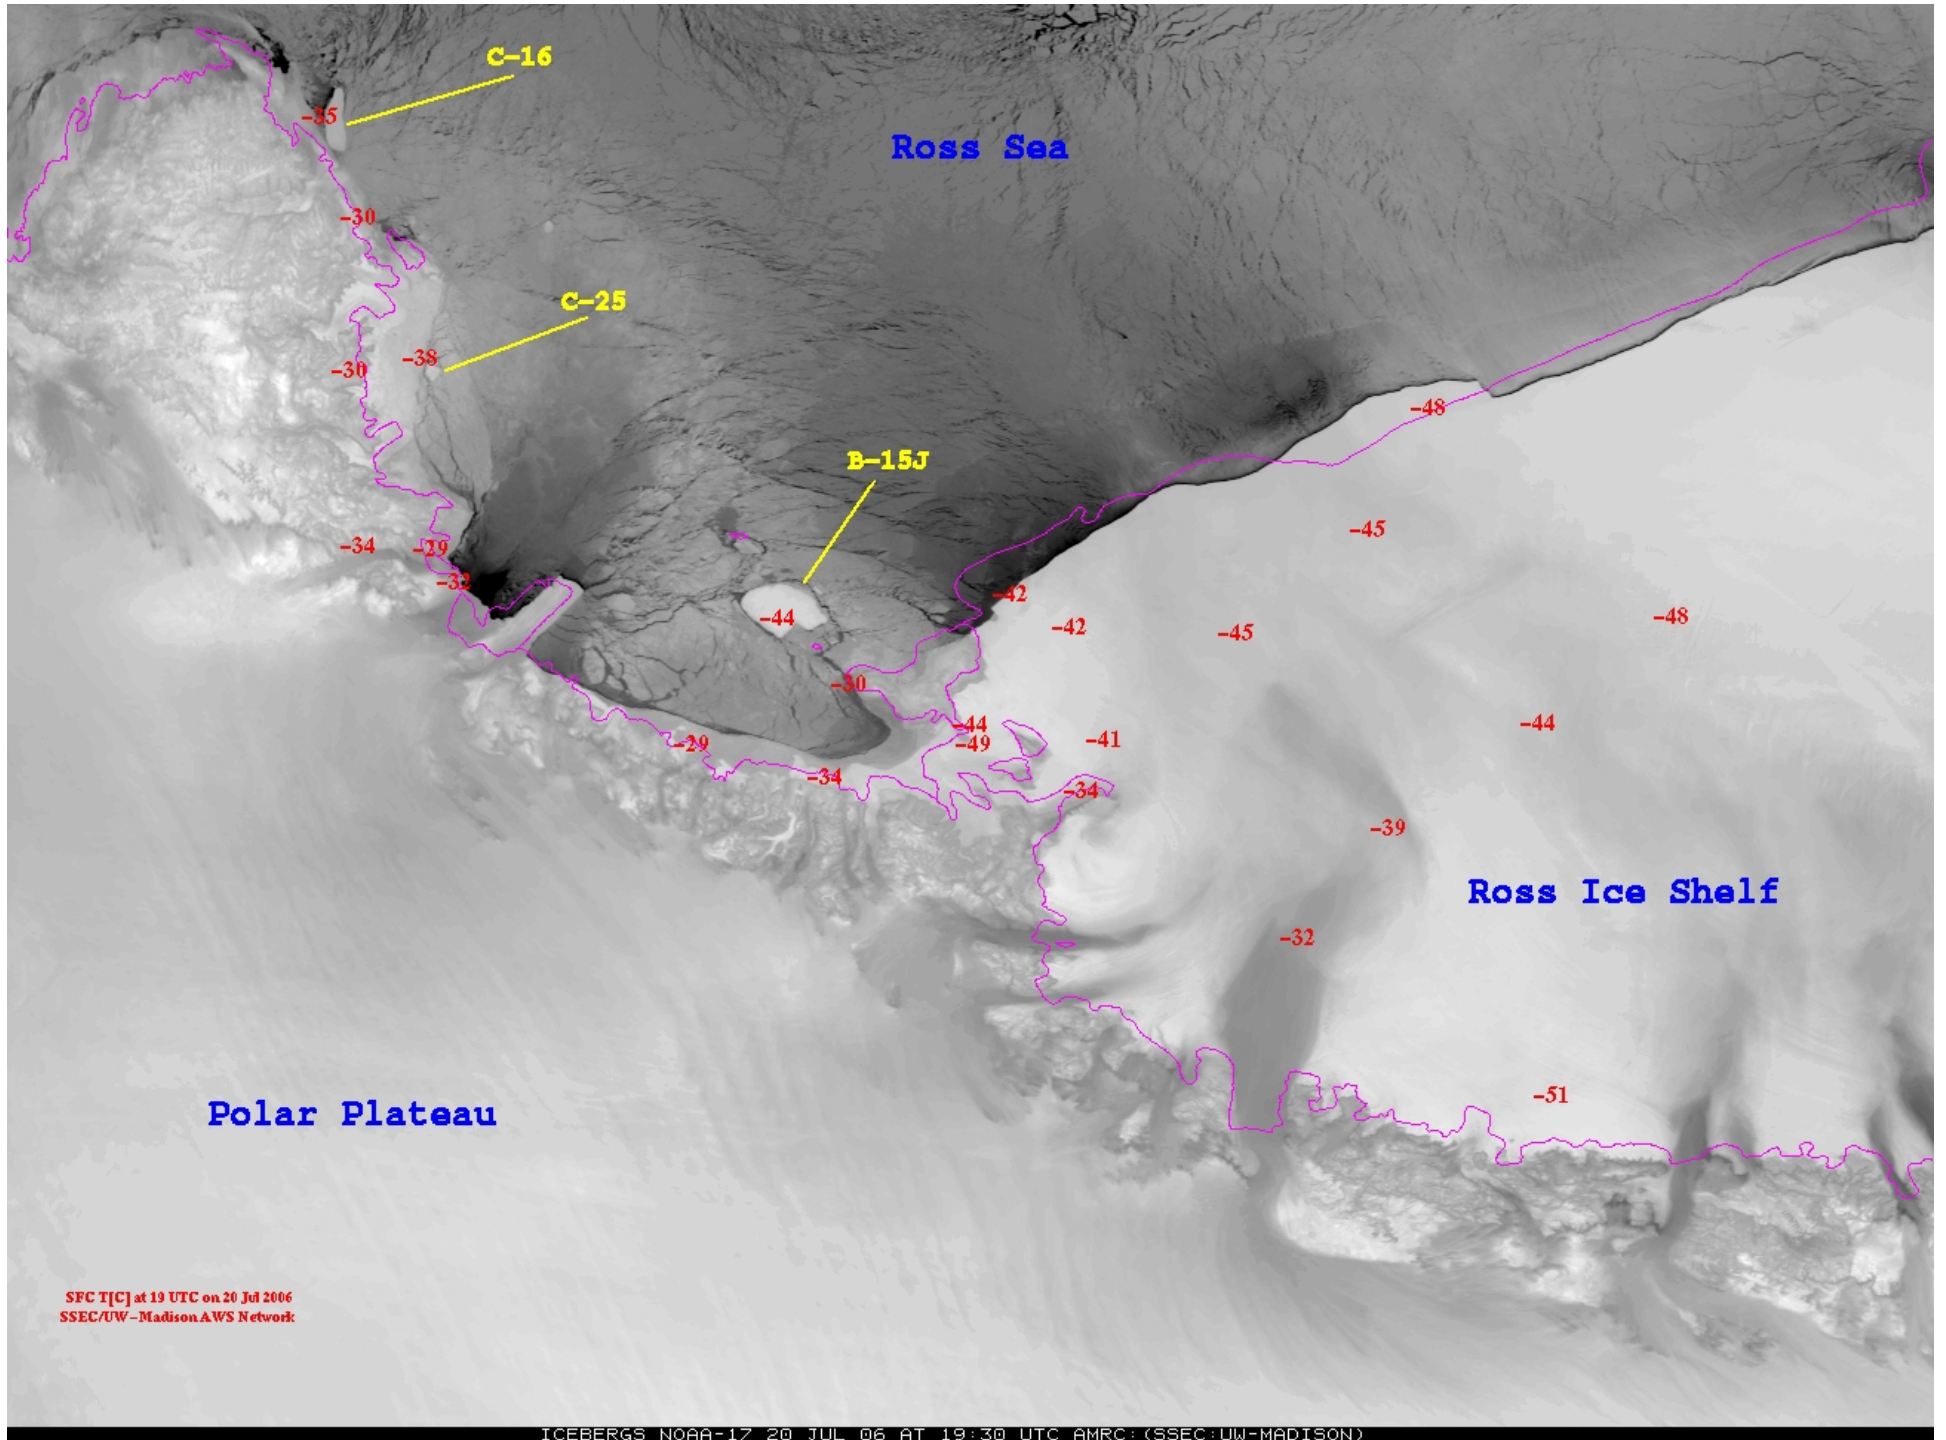 C-16
-35
Ross Sea
-30
C-25
-38
-30
-48
B-15J
-45
-34
-29
-32
-42
-44
-42
-45
-48
-30
-44
-44
-29
-49
-41
-34
-34
-39
Ross Ice Shelf
-32
-51
Polar Plateau
SFC T[C] at 19 UTC on 20 Jul 2006
SSEC/UW-Madison AWS Network
ICEBERGS NOAA-17 20 JUL 06 AT 19:30 UTC AMRC:(SSEC:UW-MADISON)